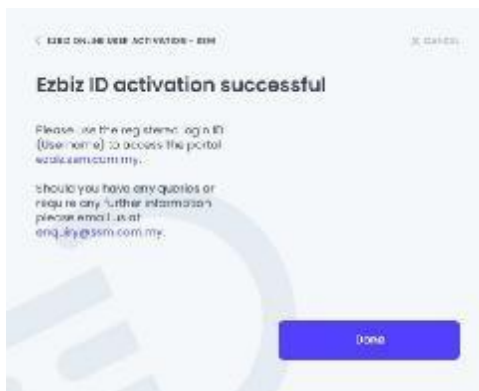 < EZBIZ ONLINE USER ACTIVATION - SSM
X CANCEL
Ezbiz ID activation successful
Please use the registered login ID
(Username) to access the portal
ezbiz.ssm.com.my.
Should you have any queries or
require any further information
please email us at
enquiry@ssm.com.my.
Done